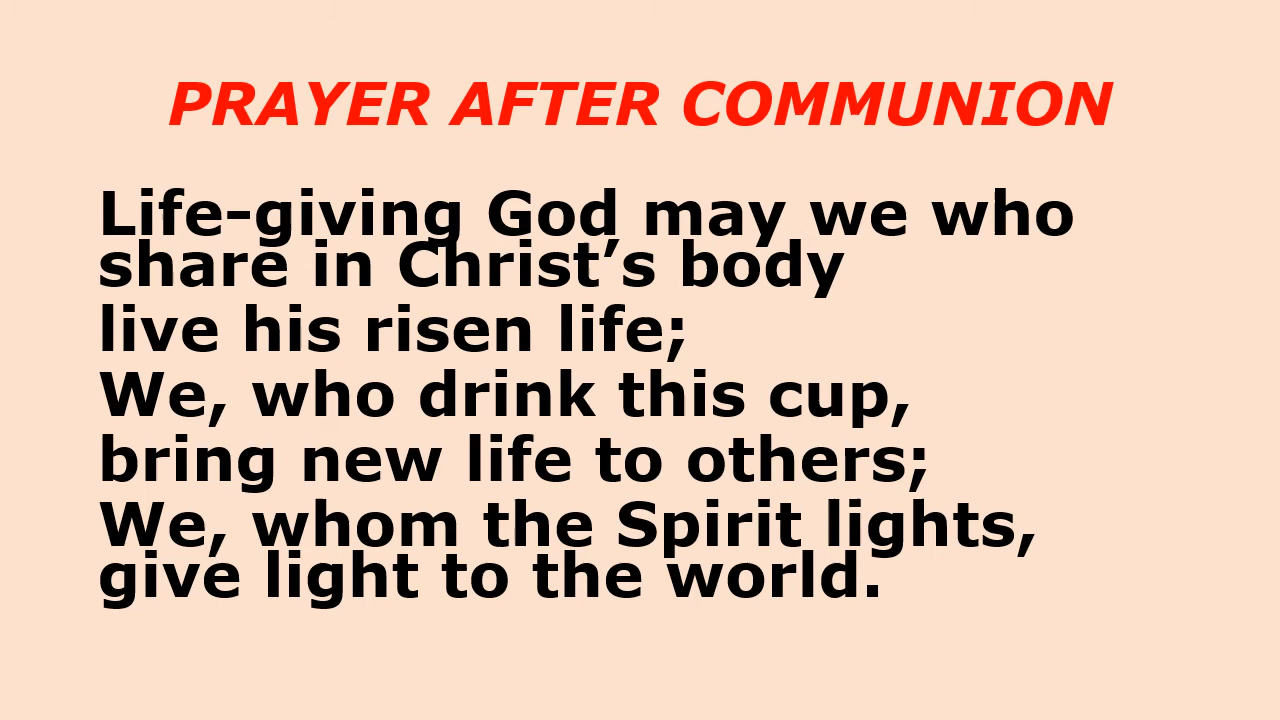 PRAYER AFTER COMMUNION
Life-giving God may we who
share in Christ’s body
live his risen life;
We, who drink this cup,
bring new life to others;
We, whom the Spirit lights,
give light to the world.